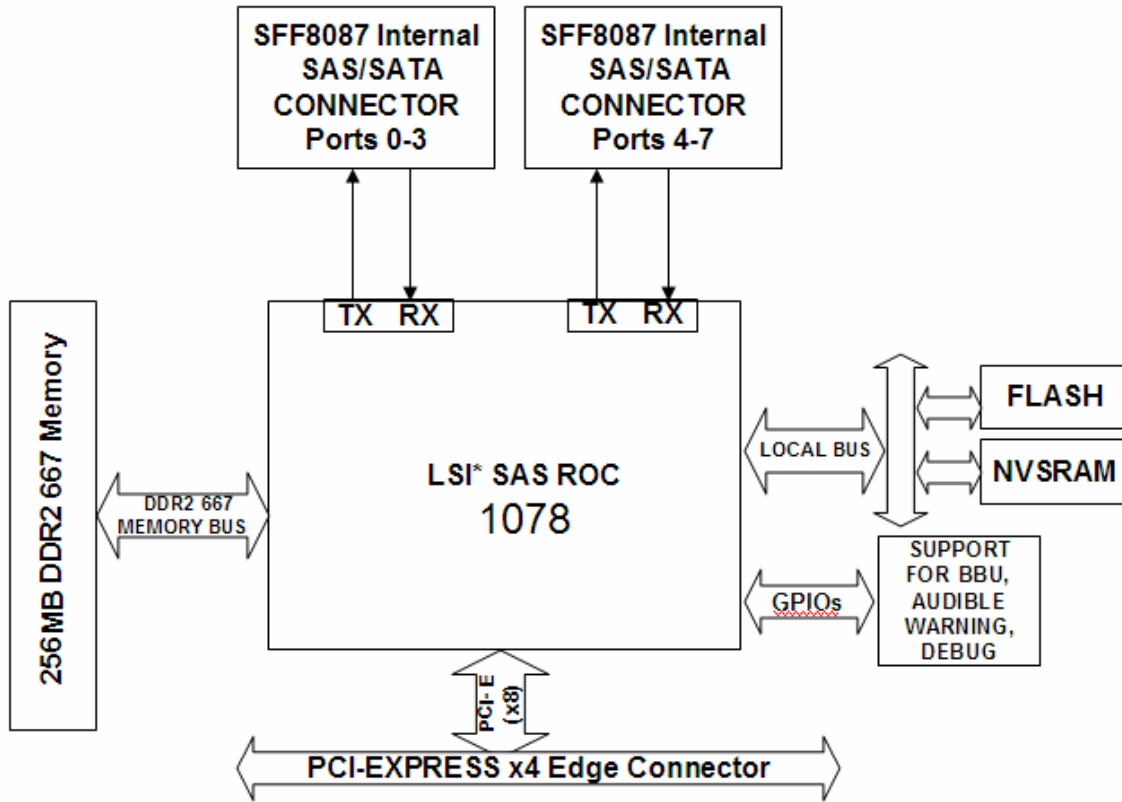 SFF8087 Internal
SAS/SATA
CONNECTOR
Ports 0-3
SFF8087 Internal
SAS/SATA
CONNECTOR
Ports 4-7
TX RX
TX RX
256MB DDR2 667 Memory
DDR2 667
MEMORY BUS
LSI* SAS ROC
1078
LOCAL BUS
FLASH
NVSRAM
GPIOs
SUPPORT
FOR BBU,
AUDIBLE
WARNING,
DEBUG
PCI- E
(x8)
PCI-EXPRESS x4 Edge Connector